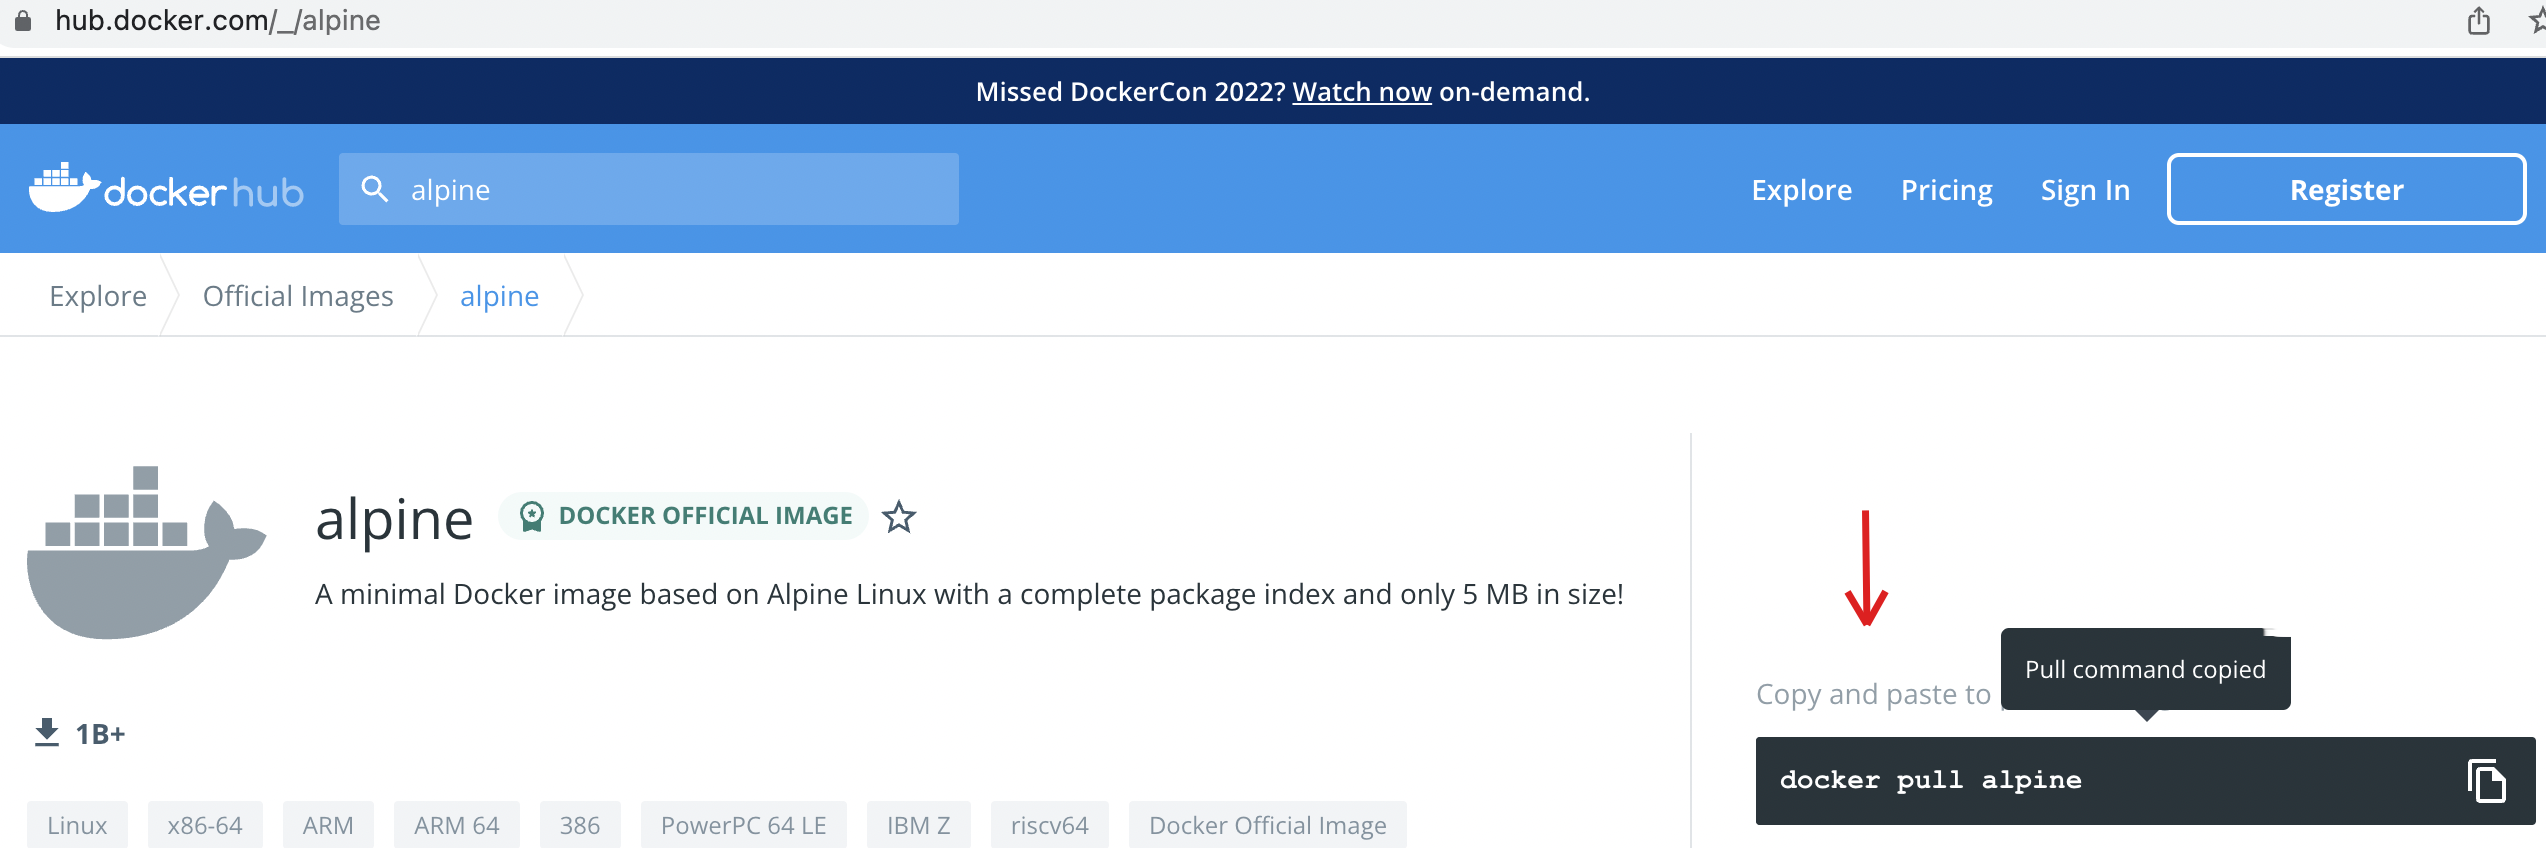 hub.docker.com/_/alpine
Missed DockerCon 2022? Watch now on-demand.
docker hub
alpine
Explore
Pricing
Sign In
Register
Explore
Official Images
alpine
alpine
DOCKER OFFICIAL IMAGE
A minimal Docker image based on Alpine Linux with a complete package index and only 5 MB in size!
1B+
Linux
x86-64
ARM
ARM 64
386
PowerPC 64 LE
IBM Z
riscv64
Docker Official Image
Pull command copied
Copy and paste to
docker pull alpine